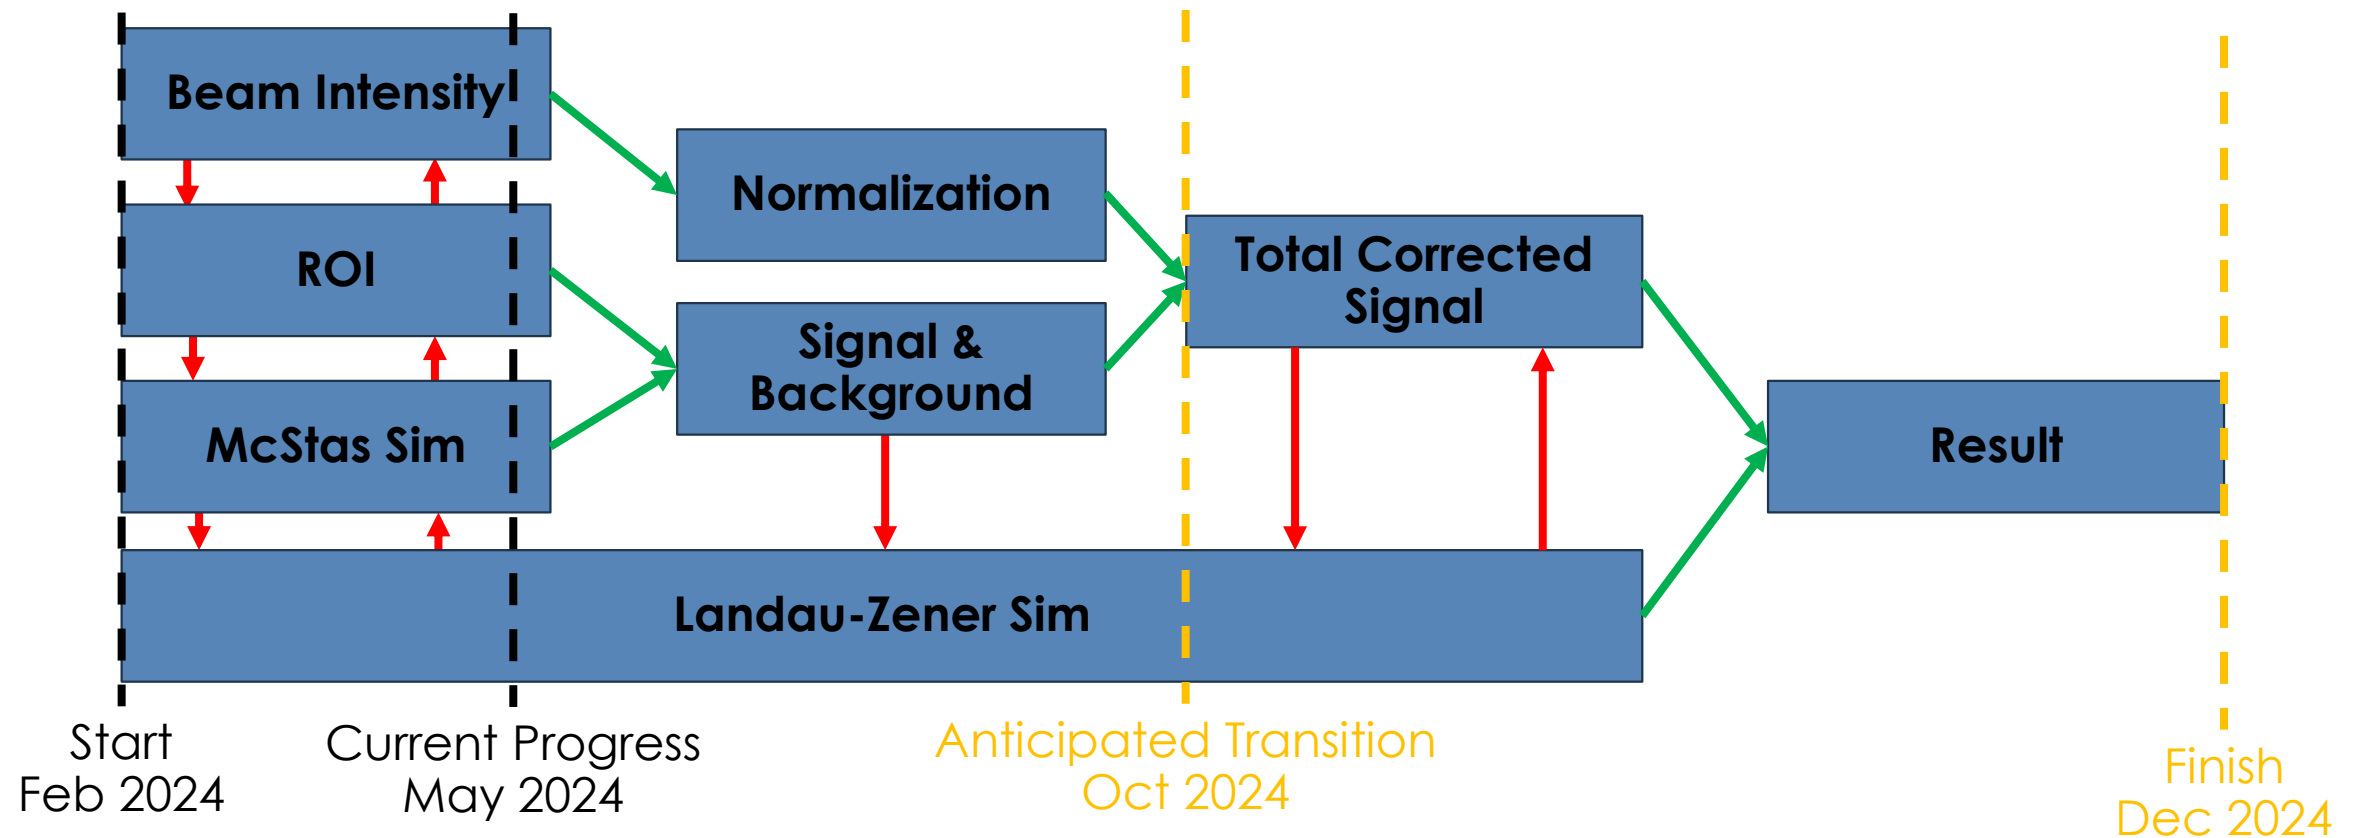 Beam Intensity
Normalization
ROI
Total Corrected
Signal
Signal &
Background
McStas Sim
Result
Landau-Zener Sim
Start
Feb 2024
Current Progress
May 2024
Anticipated Transition
Oct 2024
Finish
Dec 2024